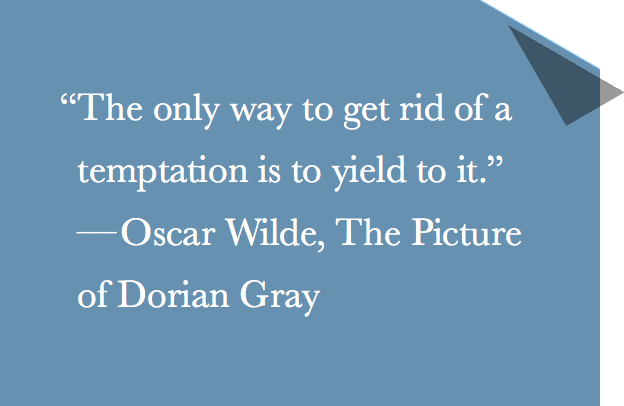 “The only way to get rid of a
temptation is to yield to it.”
—Oscar Wilde, The Picture
of Dorian Gray